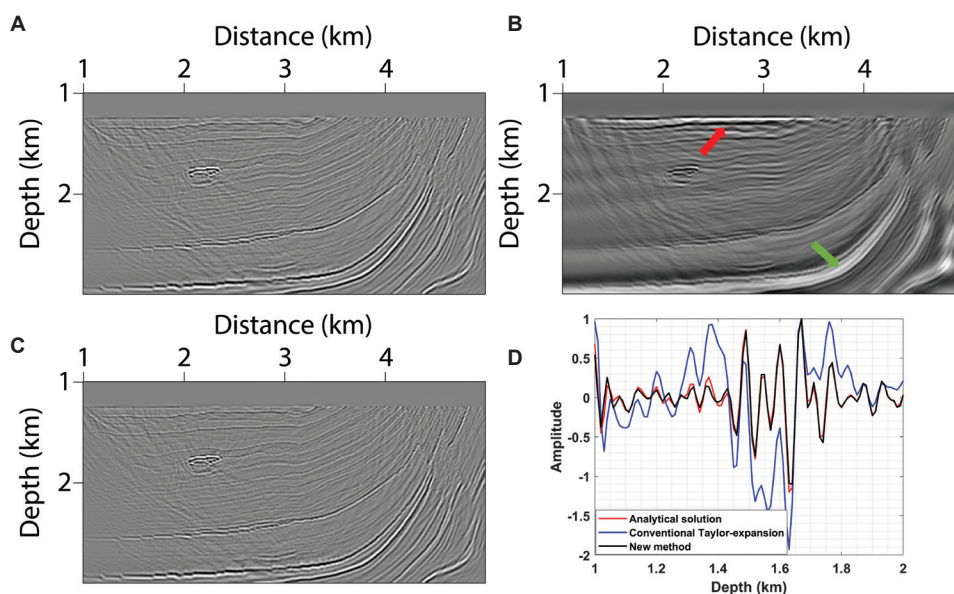 A
Distance (km)
1 2 3 4
1
2
Depth (km)
B
Distance (km)
1 2 3 4
1
2
Depth (km)
C
Distance (km)
1 2 3 4
1
2
Depth (km)
D
1
0.5
0
-0.5
-1
-1.5
-2
Amplitude
Analytical solution
Conventional Taylor-expansion
New method
1 1.2 1.4 1.6 1.8 2
Depth (km)